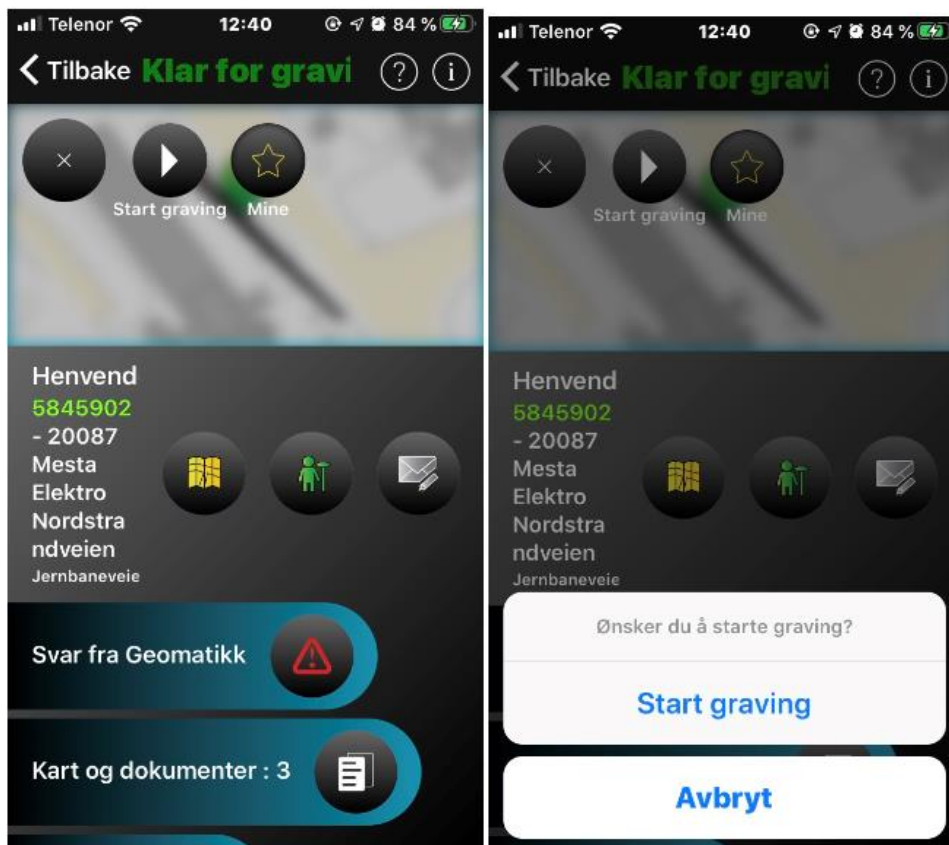 Telenor 12:40 84 %
Tilbake Klar for gravi ? i
Start graving Mine
Henvend
5845902
- 20087
Mesta
Elektro
Nordstra
ndveien
Jernbaneveie
Svar fra Geomatikk
Kart og dokumenter : 3
Telenor 12:40 84 %
Tilbake Klar for gravi ? i
Start graving Mine
Henvend
5845902
- 20087
Mesta
Elektro
Nordstra
ndveien
Jernbaneveie
Ønsker du å starte graving?
Start graving
Avbryt